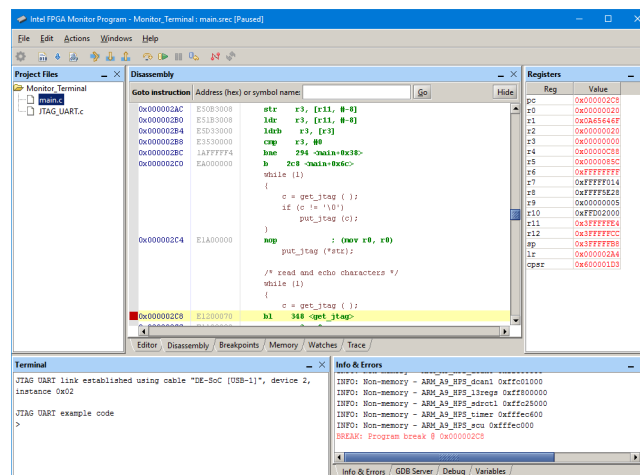 Intel FPGA Monitor Program - Monitor_Terminal : main.srec [Paused]
File Edit Actions Windows Help
Project Files
Monitor_Terminal
main.c
JTAG_UART.c
Disassembly
Goto instruction Address (hex) or symbol name: Go Hide
0x000002AC E50B3008 str r3, [r11, #-8]
0x000002B0 E51B3008 ldr r3, [r11, #-8]
0x000002B4 E5D33000 ldrb r3, [r3]
0x000002B8 E3530000 cmp r3, #0
0x000002BC 1AFFFFF4 bne 294 <main+0x38>
0x000002C0 EA000000 b 2c8 <main+0x6c>
while (1)
{
c = get_jtag ( );
if (c != '\0')
put_jtag (c);
}
0x000002C4 E1A00000 nop ; (mov r0, r0)
put_jtag (*str);
/* read and echo characters */
while (1)
{
c = get_jtag ( );
0x000002C8 E1200070 bl 348 <get_jtag>
Editor Disassembly Breakpoints Memory Watches Trace
Registers
Reg Value
pc 0x000002C8
r0 0x00000020
r1 0x0A65646F
r2 0x00000020
r3 0x00000000
r4 0x00000C88
r5 0x0000085C
r6 0xFFFFFFFF
r7 0xFFFFF014
r8 0xFFFF5E28
r9 0x00000005
r10 0xFFD02000
r11 0x3FFFFFE4
r12 0x3FFFFFCC
sp 0x3FFFFFB8
lr 0x000002A4
cpsr 0x600001D3
Terminal
JTAG UART link established using cable "DE-SoC [USB-1]", device 2,
instance 0x02
JTAG UART example code
>
Info & Errors
INFO: Non-memory - ARM_A9_HPS_dcan1 0xffc01000
INFO: Non-memory - ARM_A9_HPS_l3regs 0xff800000
INFO: Non-memory - ARM_A9_HPS_sdrctl 0xffc25000
INFO: Non-memory - ARM_A9_HPS_timer 0xfffec600
INFO: Non-memory - ARM_A9_HPS_scu 0xfffec000
BREAK: Program break @ 0x000002C8
Info & Errors GDB Server Debug Variables